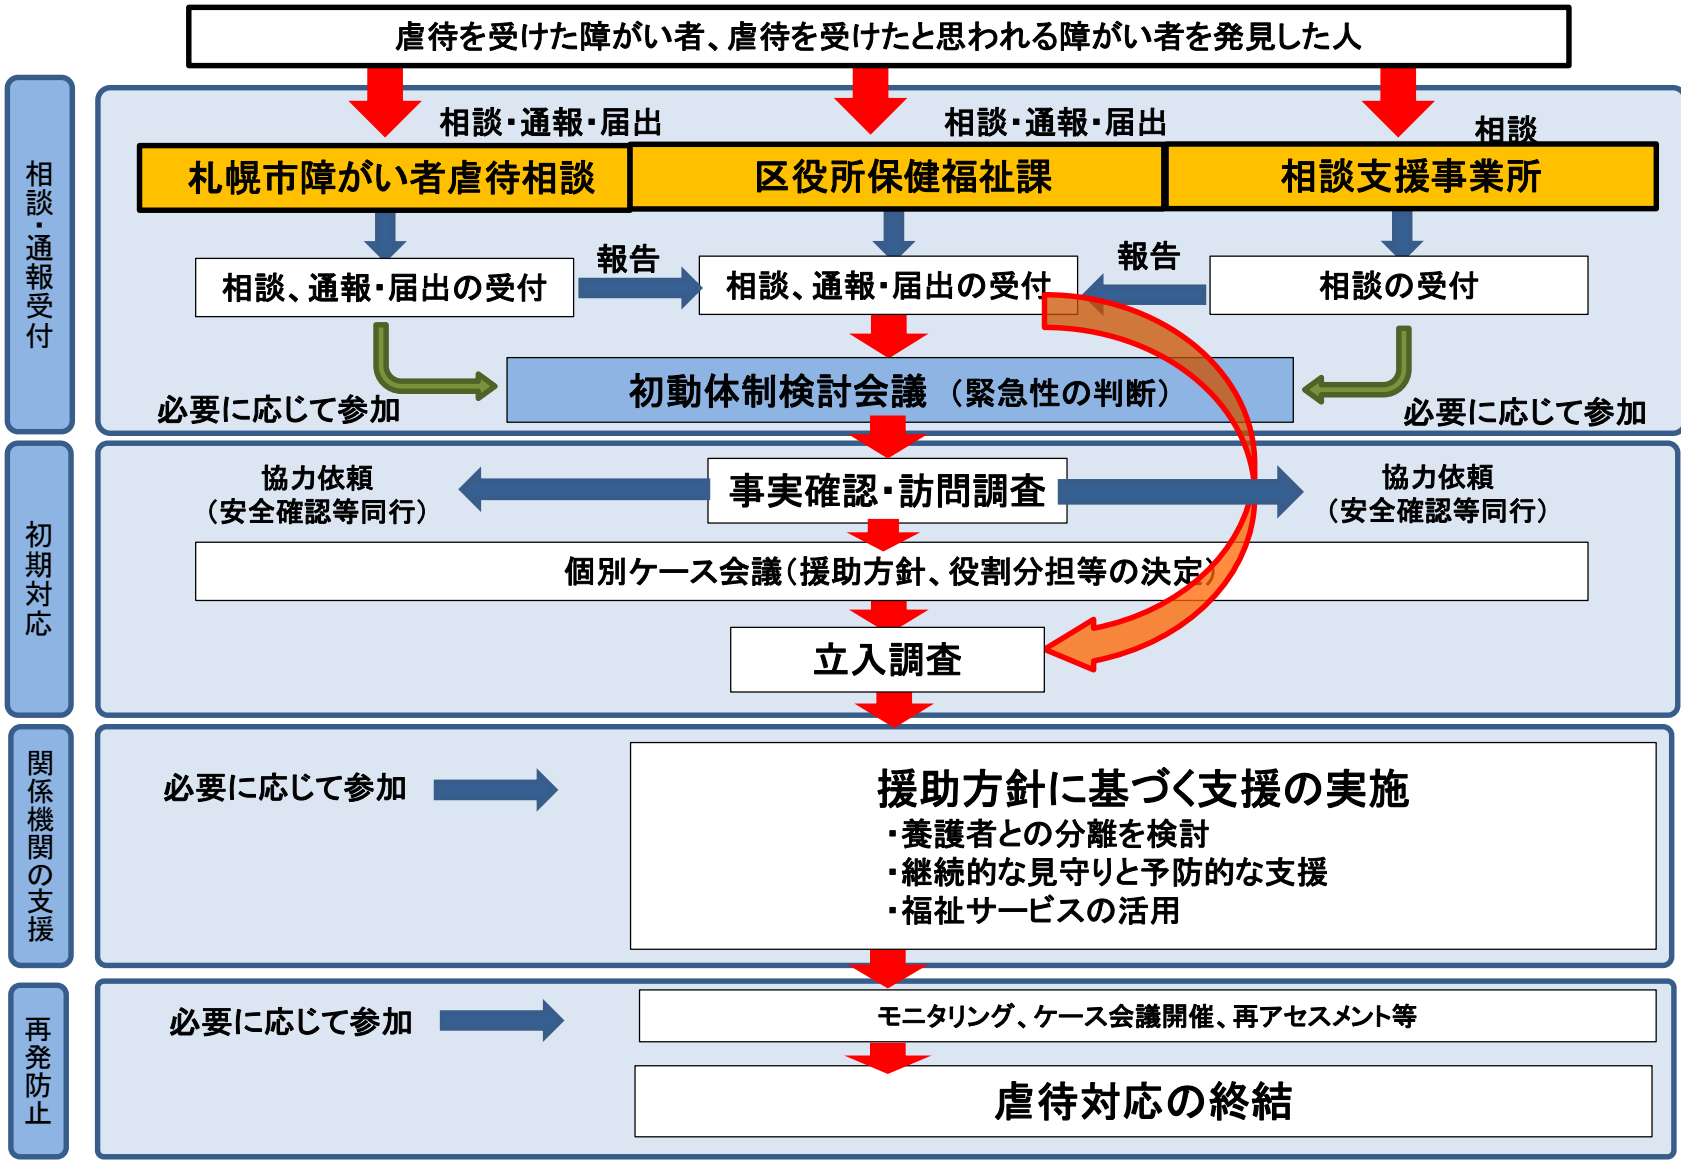 虐待を受けた障がい者、虐待を受けたと思われる障がい者を発見した人
相談・通報受付
相談・通報・届出
相談・通報・届出
相談
札幌市障がい者虐待相談
区役所保健福祉課
相談支援事業所
報告
報告
相談、通報・届出の受付
相談、通報・届出の受付
相談の受付
初動体制検討会議（緊急性の判断）
必要に応じて参加
必要に応じて参加
初期対応
協力依頼
（安全確認等同行）
事実確認・訪問調査
協力依頼
（安全確認等同行）
個別ケース会議（援助方針、役割分担等の決定）
立入調査
関係機関の支援
必要に応じて参加
援助方針に基づく支援の実施
・養護者との分離を検討
・継続的な見守りと予防的な支援
・福祉サービスの活用
再発防止
必要に応じて参加
モニタリング、ケース会議開催、再アセスメント等
虐待対応の終結